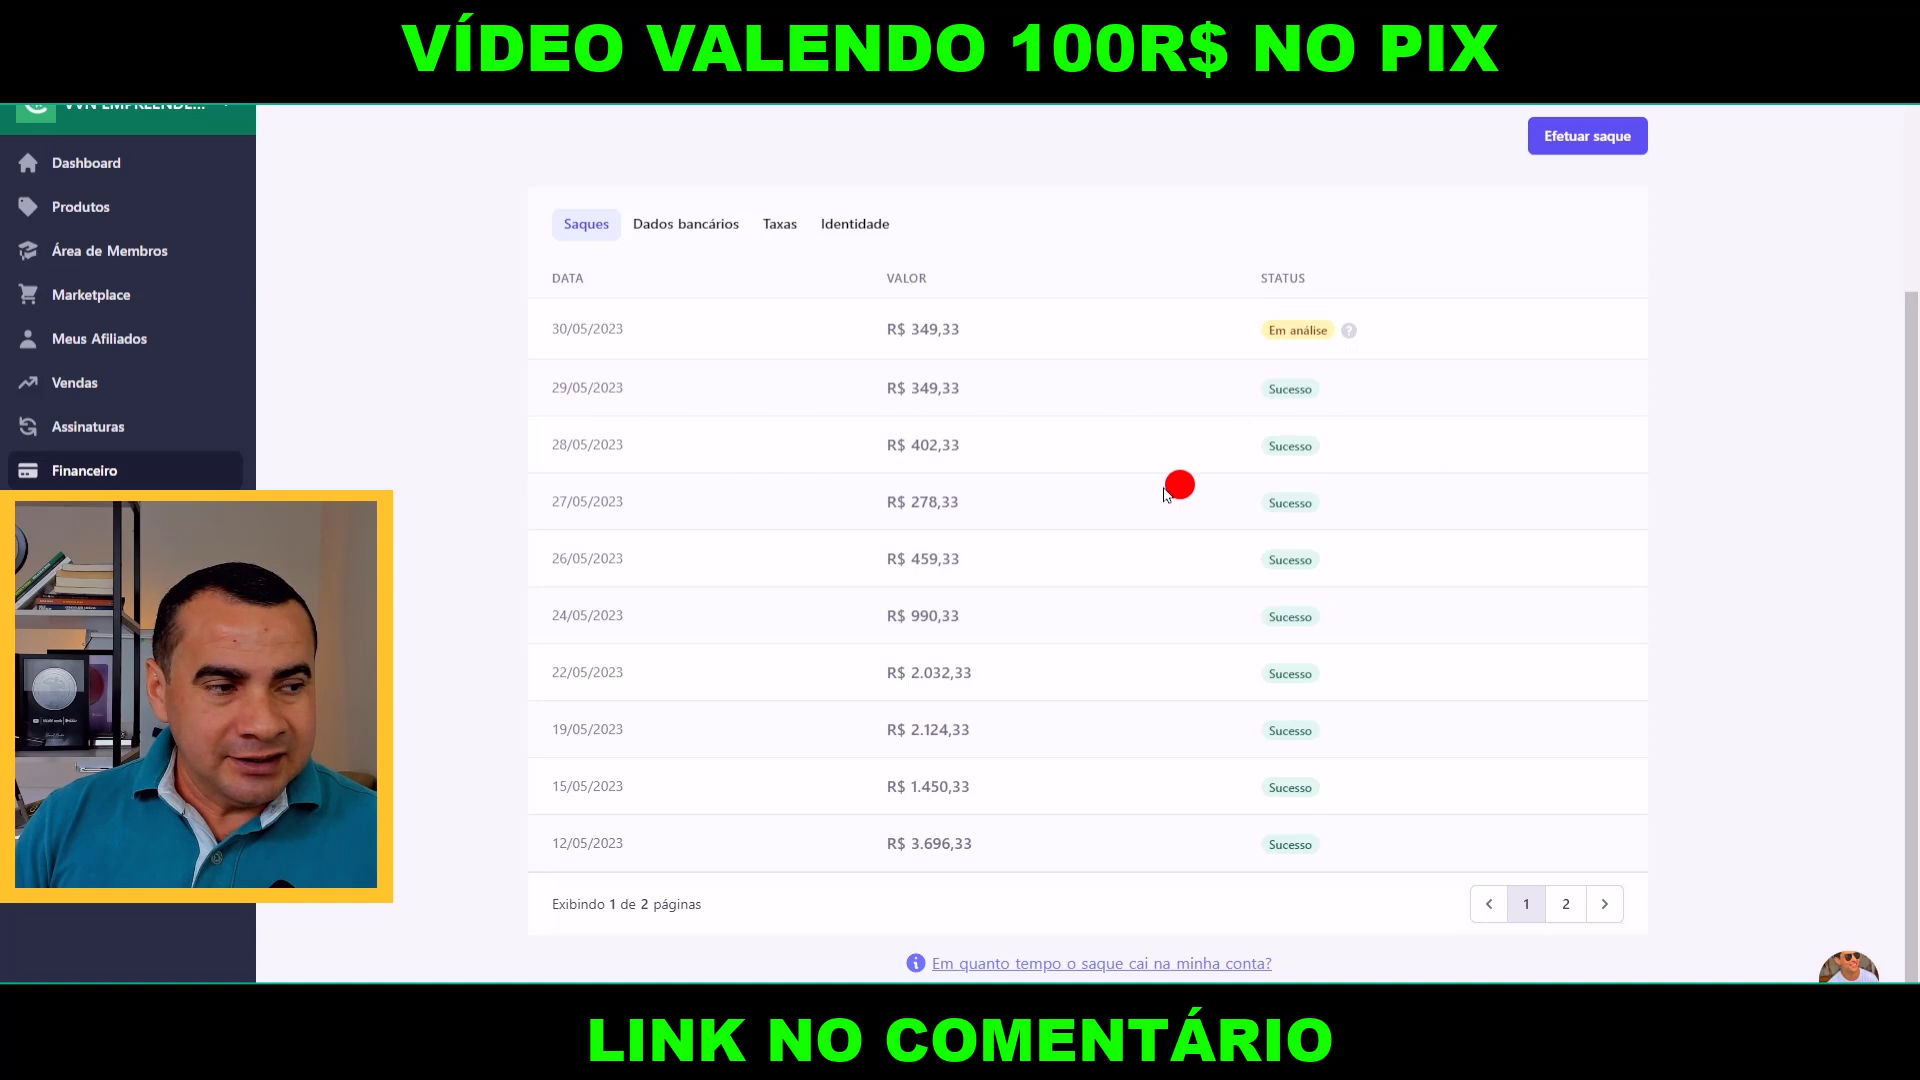 VÍDEO VALENDO 100R$ NO PIX
Efetuar saque
Dashboard
Produtos
Área de Membros
Marketplace
Meus Afiliados
Vendas
Assinaturas
Financeiro
Saques Dados bancários Taxas Identidade
DATA VALOR STATUS
30/05/2023 R$ 349,33 Em análise ?
29/05/2023 R$ 349,33 Sucesso
28/05/2023 R$ 402,33 Sucesso
27/05/2023 R$ 278,33 Sucesso
26/05/2023 R$ 459,33 Sucesso
24/05/2023 R$ 990,33 Sucesso
22/05/2023 R$ 2.032,33 Sucesso
19/05/2023 R$ 2.124,33 Sucesso
15/05/2023 R$ 1.450,33 Sucesso
12/05/2023 R$ 3.696,33 Sucesso
Exibindo 1 de 2 páginas
1 2
Em quanto tempo o saque cai na minha conta?
LINK NO COMENTÁRIO